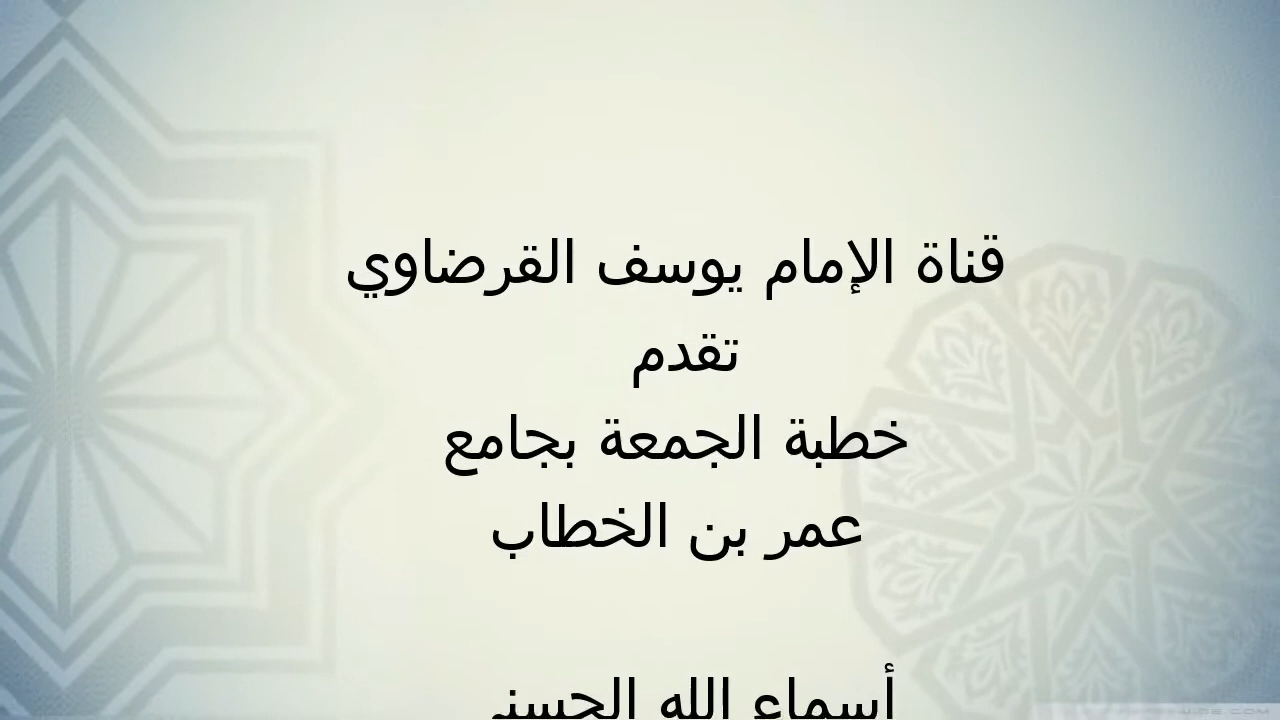 قناة الإمام يوسف القرضاوي
تقدم
خطبة الجمعة بجامع
عمر بن الخطاب
أسماء الله الحسنى